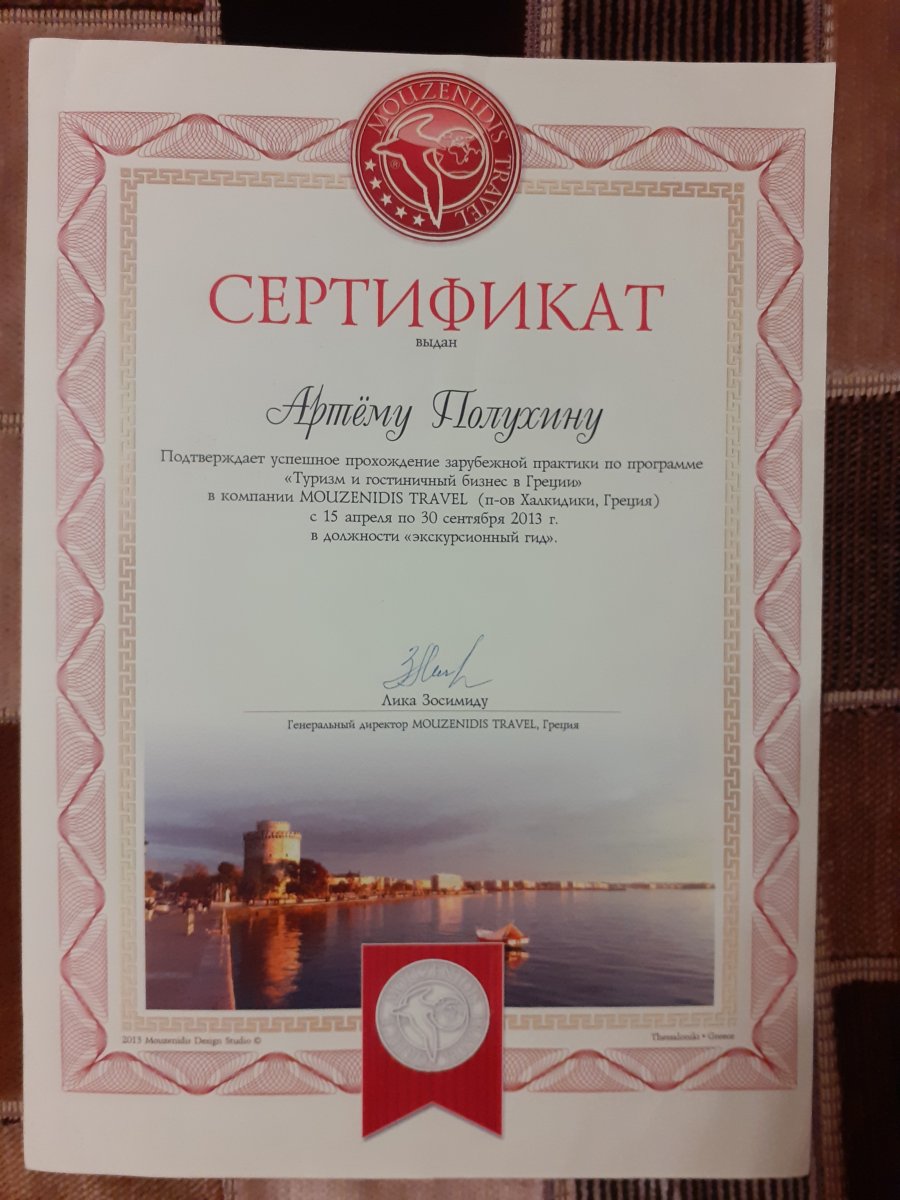 MOUZENIDIS TRAVEL
СЕРТИФИКАТ
выдан
Артёму Полухину
Подтверждает успешное прохождение зарубежной практики по программе
«Туризм и гостиничный бизнес в Греции»
в компании MOUZENIDIS TRAVEL (п-ов Халкидики, Греция)
с 15 апреля по 30 сентября 2013 г.
в должности «экскурсионный гид».
Лика Зосимиду
Генеральный директор MOUZENIDIS TRAVEL, Греция
2013 Mouzenidis Design Studio ©
Thessaloniki • Greece